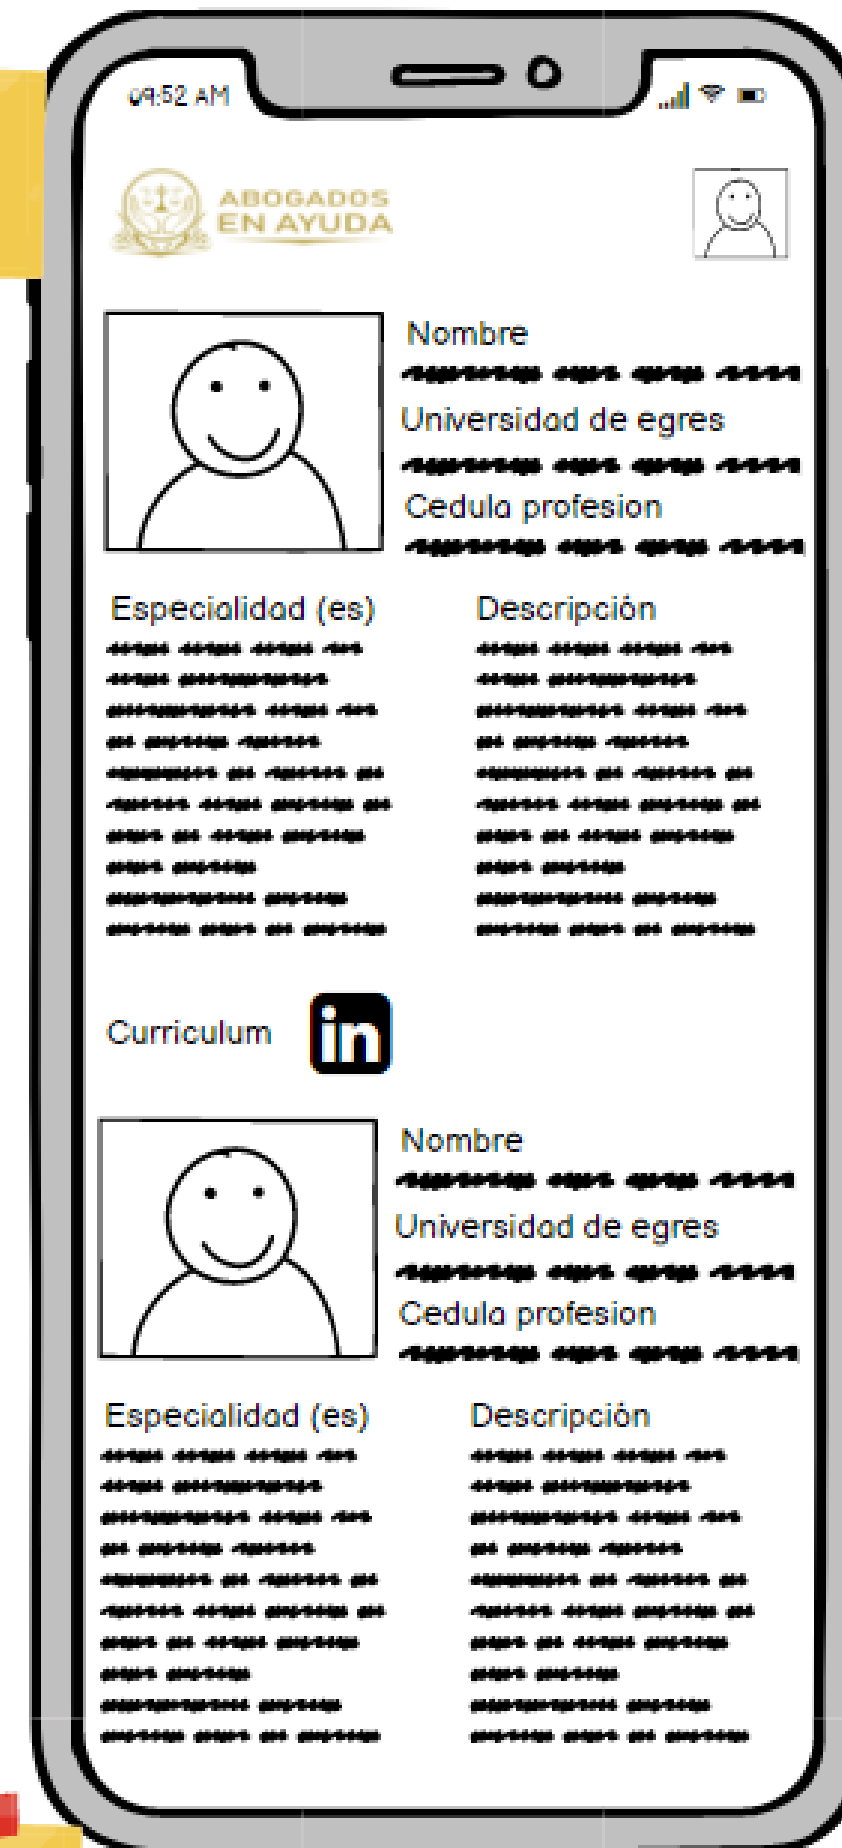 09:52 AM
ABOGADOS
EN AYUDA
Nombre
Universidad de egres
Cedula profesion
Especialidad (es)
Descripción
Curriculum
in
Nombre
Universidad de egres
Cedula profesion
Especialidad (es)
Descripción